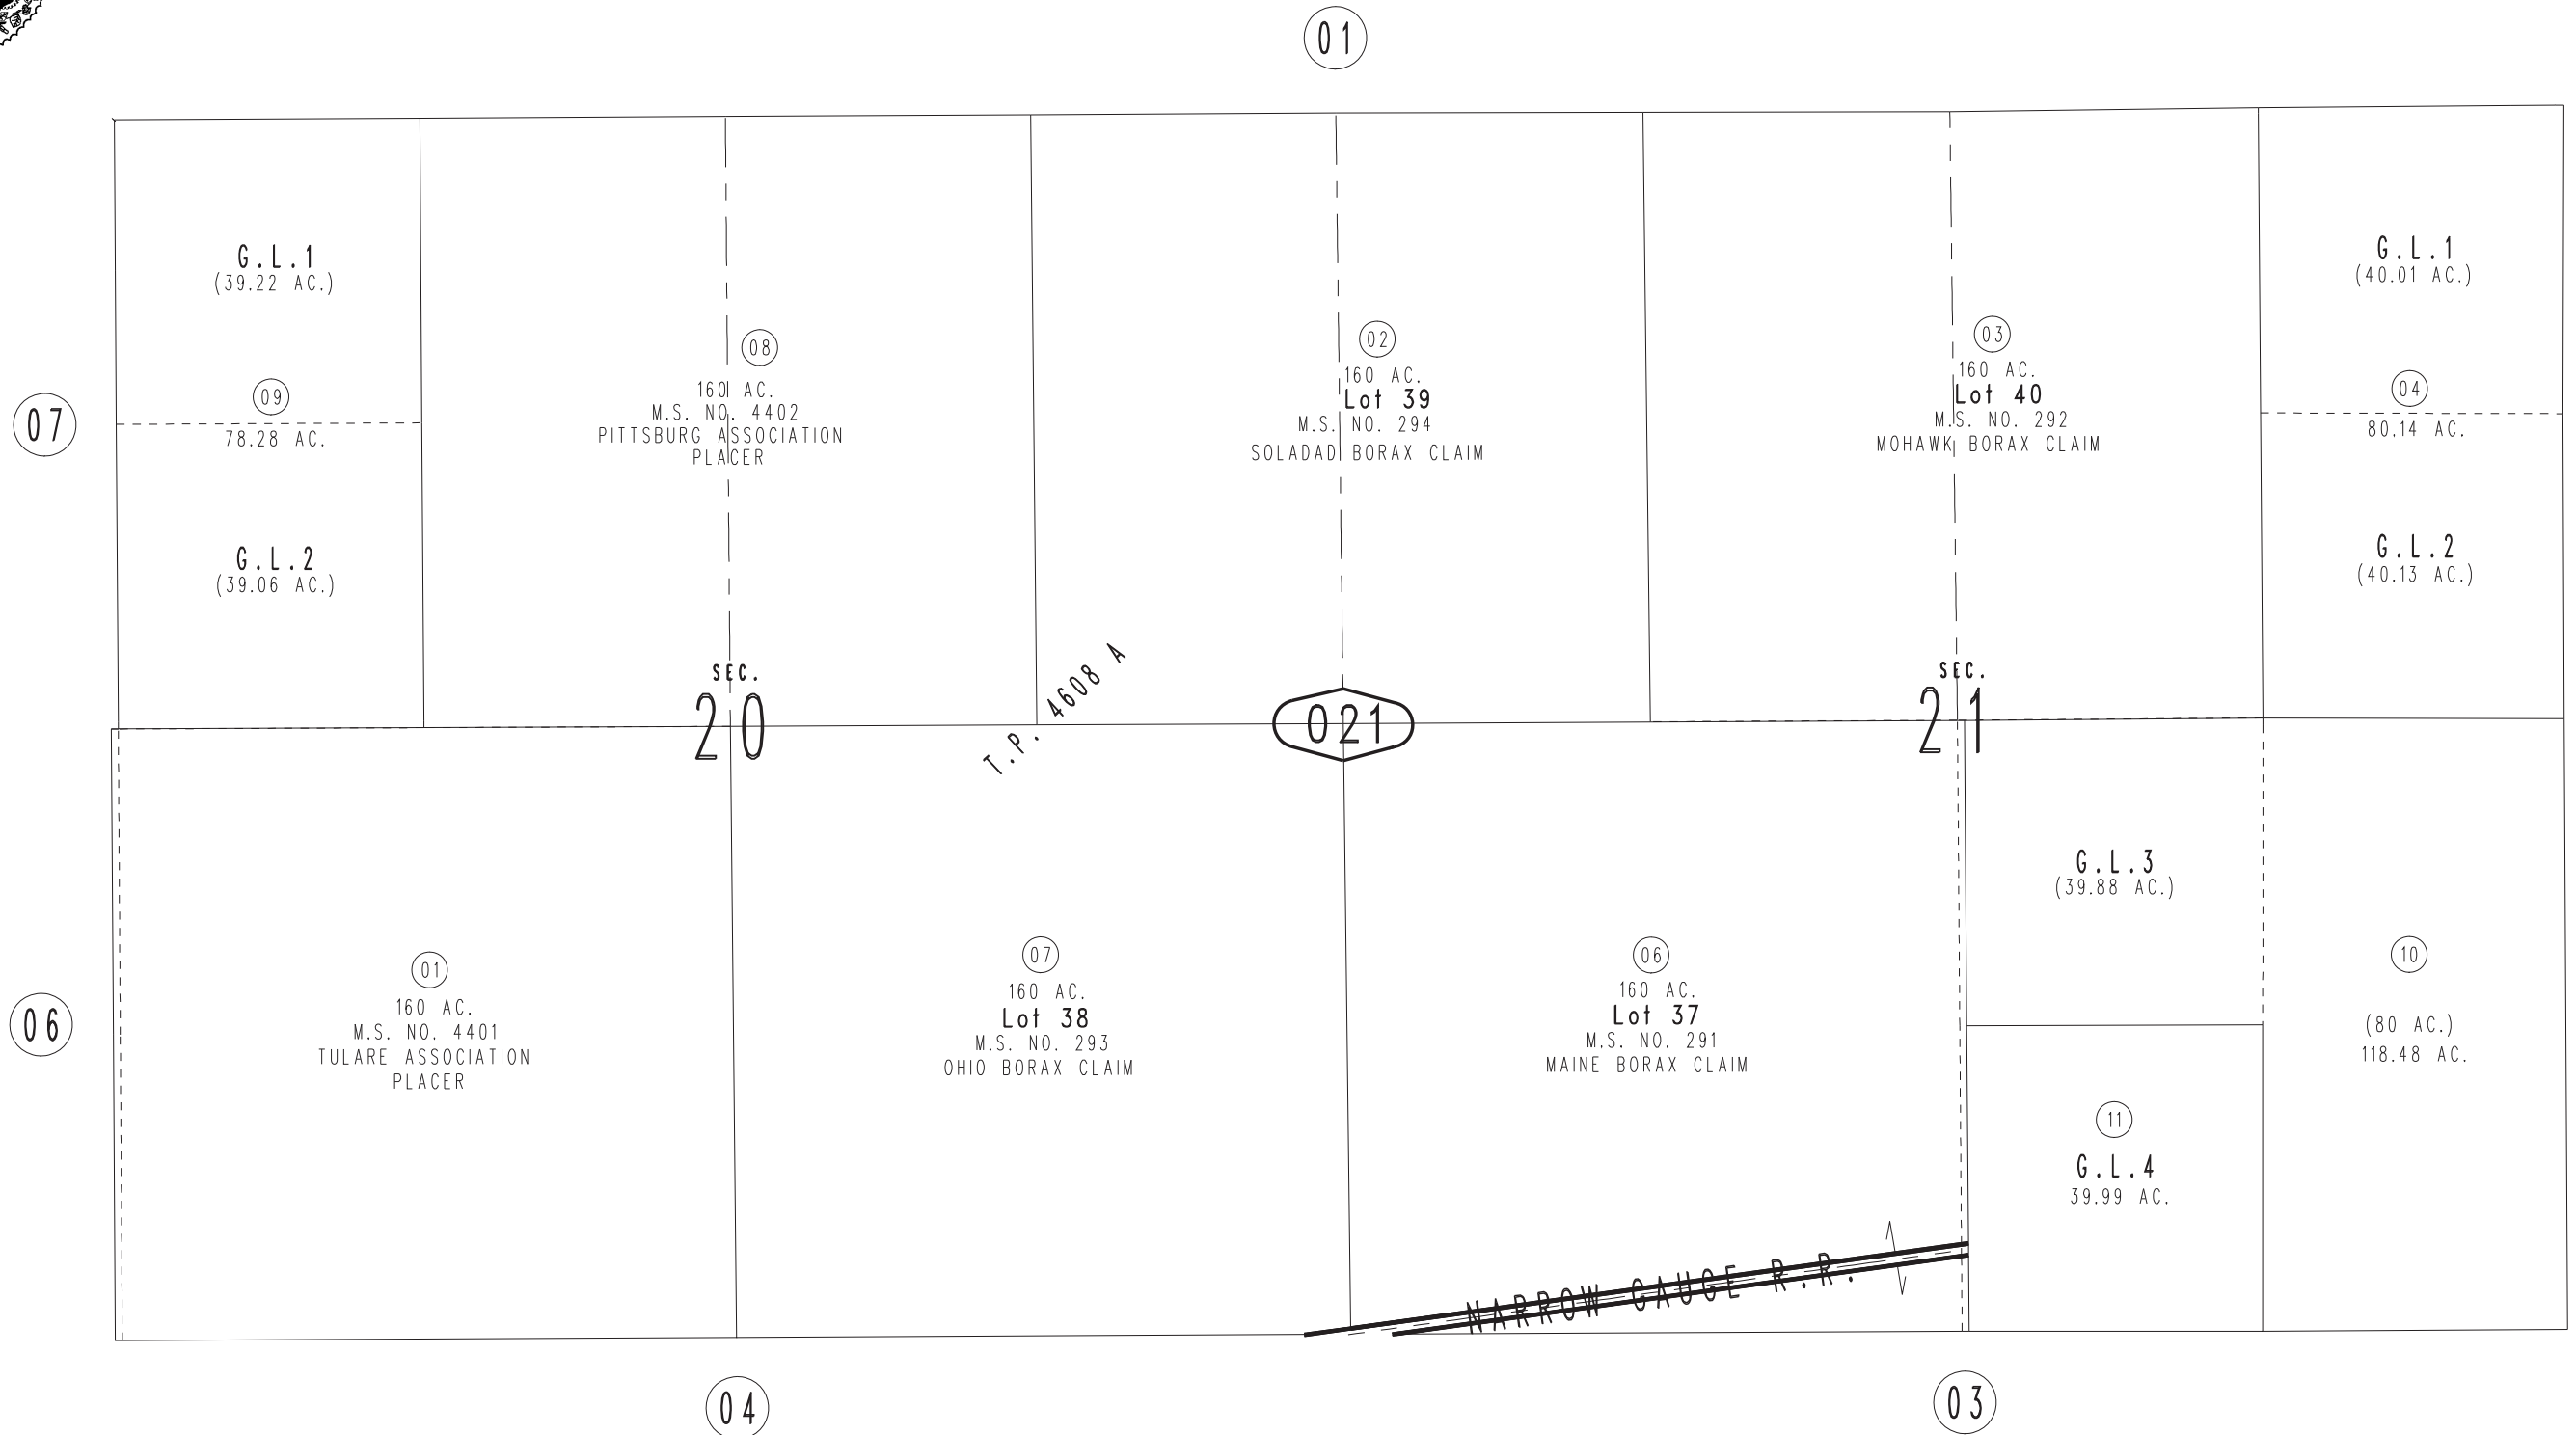 01
G.L.1
(39.22 AC.)
09
78.28 AC.
G.L.2
(39.06 AC.)
07
08
160 AC.
M.S. NO. 4402
PITTSBURG ASSOCIATION
PLACER
02
160 AC.
Lot 39
M.S. NO. 294
SOLADAD BORAX CLAIM
03
160 AC.
Lot 40
M.S. NO. 292
MOHAWK BORAX CLAIM
G.L.1
(40.01 AC.)
04
80.14 AC.
G.L.2
(40.13 AC.)
SEC.
20
T.P. 4608 A
021
SEC.
21
06
01
160 AC.
M.S. NO. 4401
TULARE ASSOCIATION
PLACER
07
160 AC.
Lot 38
M.S. NO. 293
OHIO BORAX CLAIM
06
160 AC.
Lot 37
M.S. NO. 291
MAINE BORAX CLAIM
G.L.3
(39.88 AC.)
11
G.L.4
39.99 AC.
10
(80 AC.)
118.48 AC.
NARROW GAUGE R.R.
04
03